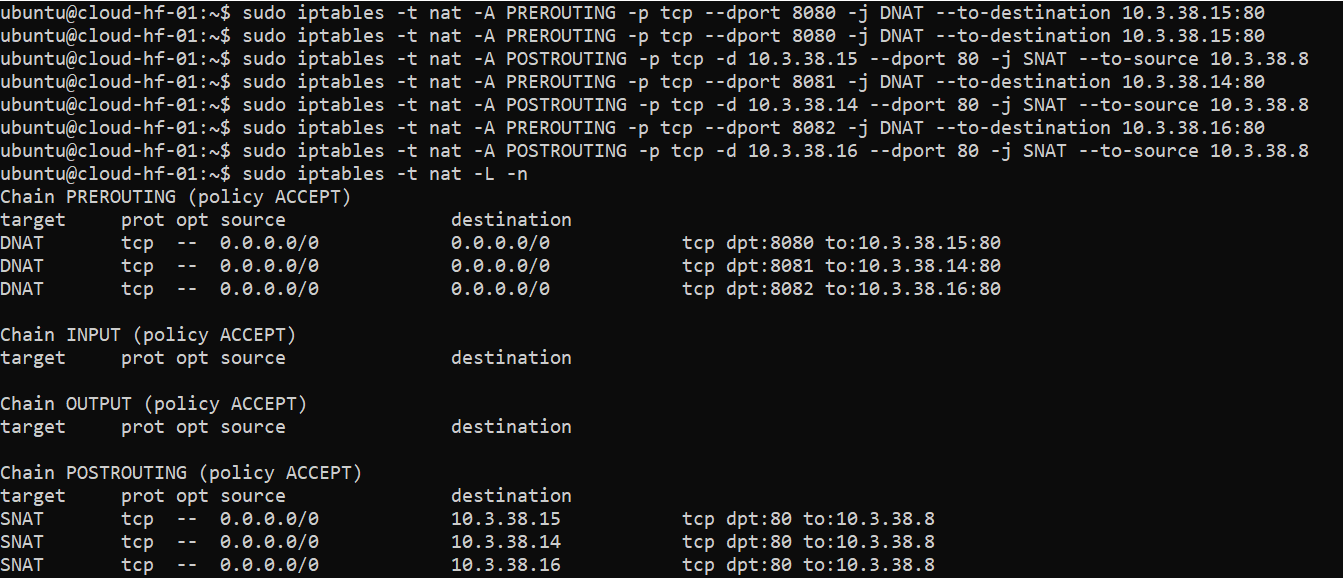 ubuntu@cloud-hf-01:~$ sudo iptables -t nat -A PREROUTING -p tcp --dport 8080 -j DNAT --to-destination 10.3.38.15:80
ubuntu@cloud-hf-01:~$ sudo iptables -t nat -A PREROUTING -p tcp --dport 8080 -j DNAT --to-destination 10.3.38.15:80
ubuntu@cloud-hf-01:~$ sudo iptables -t nat -A POSTROUTING -p tcp -d 10.3.38.15 --dport 80 -j SNAT --to-source 10.3.38.8
ubuntu@cloud-hf-01:~$ sudo iptables -t nat -A PREROUTING -p tcp --dport 8081 -j DNAT --to-destination 10.3.38.14:80
ubuntu@cloud-hf-01:~$ sudo iptables -t nat -A POSTROUTING -p tcp -d 10.3.38.14 --dport 80 -j SNAT --to-source 10.3.38.8
ubuntu@cloud-hf-01:~$ sudo iptables -t nat -A PREROUTING -p tcp --dport 8082 -j DNAT --to-destination 10.3.38.16:80
ubuntu@cloud-hf-01:~$ sudo iptables -t nat -A POSTROUTING -p tcp -d 10.3.38.16 --dport 80 -j SNAT --to-source 10.3.38.8
ubuntu@cloud-hf-01:~$ sudo iptables -t nat -L -n
Chain PREROUTING (policy ACCEPT)
target     prot opt source               destination
DNAT       tcp  --  0.0.0.0/0            0.0.0.0/0            tcp dpt:8080 to:10.3.38.15:80
DNAT       tcp  --  0.0.0.0/0            0.0.0.0/0            tcp dpt:8081 to:10.3.38.14:80
DNAT       tcp  --  0.0.0.0/0            0.0.0.0/0            tcp dpt:8082 to:10.3.38.16:80

Chain INPUT (policy ACCEPT)
target     prot opt source               destination

Chain OUTPUT (policy ACCEPT)
target     prot opt source               destination

Chain POSTROUTING (policy ACCEPT)
target     prot opt source               destination
SNAT       tcp  --  0.0.0.0/0            10.3.38.15           tcp dpt:80 to:10.3.38.8
SNAT       tcp  --  0.0.0.0/0            10.3.38.14           tcp dpt:80 to:10.3.38.8
SNAT       tcp  --  0.0.0.0/0            10.3.38.16           tcp dpt:80 to:10.3.38.8